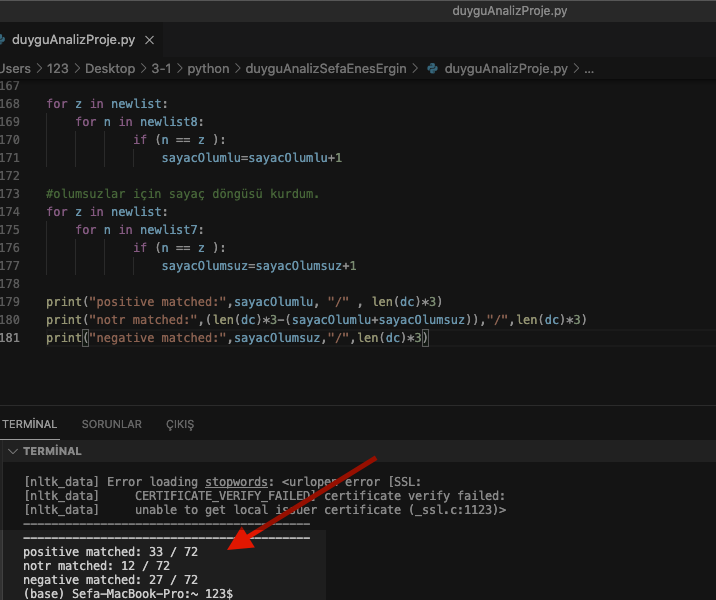 duyguAnalizProje.py
duyguAnalizProje.py ×
Users > 123 > Desktop > 3-1 > python > duyguAnalizSefaEnesErgin > duyguAnalizProje.py > ...
167
168 for z in newlist:
169 for n in newlist8:
170 if (n == z ):
171 sayacOlumlu=sayacOlumlu+1
172
173 #olumsuzlar için sayaç döngüsü kurdum.
174 for z in newlist:
175 for n in newlist7:
176 if (n == z ):
177 sayacOlumsuz=sayacOlumsuz+1
178
179 print("positive matched:",sayacOlumlu, "/" , len(dc)*3)
180 print("notr matched:",(len(dc)*3-(sayacOlumlu+sayacOlumsuz)),"/",len(dc)*3)
181 print("negative matched:",sayacOlumsuz,"/",len(dc)*3)
TERMİNAL SORUNLAR ÇIKIŞ
TERMİNAL
[nltk_data] Error loading stopwords: <urlopen error [SSL:
[nltk_data] CERTIFICATE_VERIFY_FAILED] certificate verify failed:
[nltk_data] unable to get local issuer certificate (_ssl.c:1123)>
-----------------------------------------
-----------------------------------------
positive matched: 33 / 72
notr matched: 12 / 72
negative matched: 27 / 72
(base) Sefa-MacBook-Pro:~ 123$